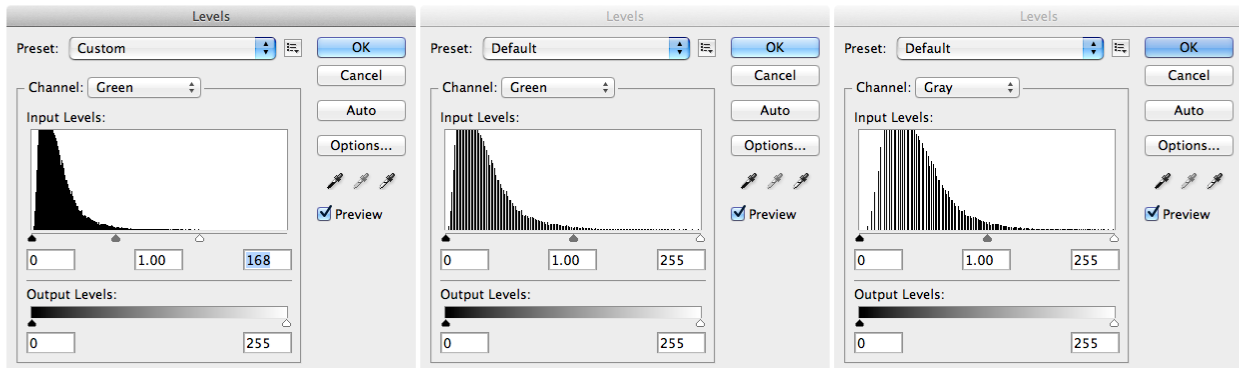 Levels
Preset: Custom
OK
Cancel
Channel: Green
Auto
Input Levels:
Options...
Preview
0 1.00 168
Output Levels:
0 255
Levels
Preset: Default
OK
Cancel
Channel: Green
Auto
Input Levels:
Options...
Preview
0 1.00 255
Output Levels:
0 255
Levels
Preset: Default
OK
Cancel
Channel: Gray
Auto
Input Levels:
Options...
Preview
0 1.00 255
Output Levels:
0 255